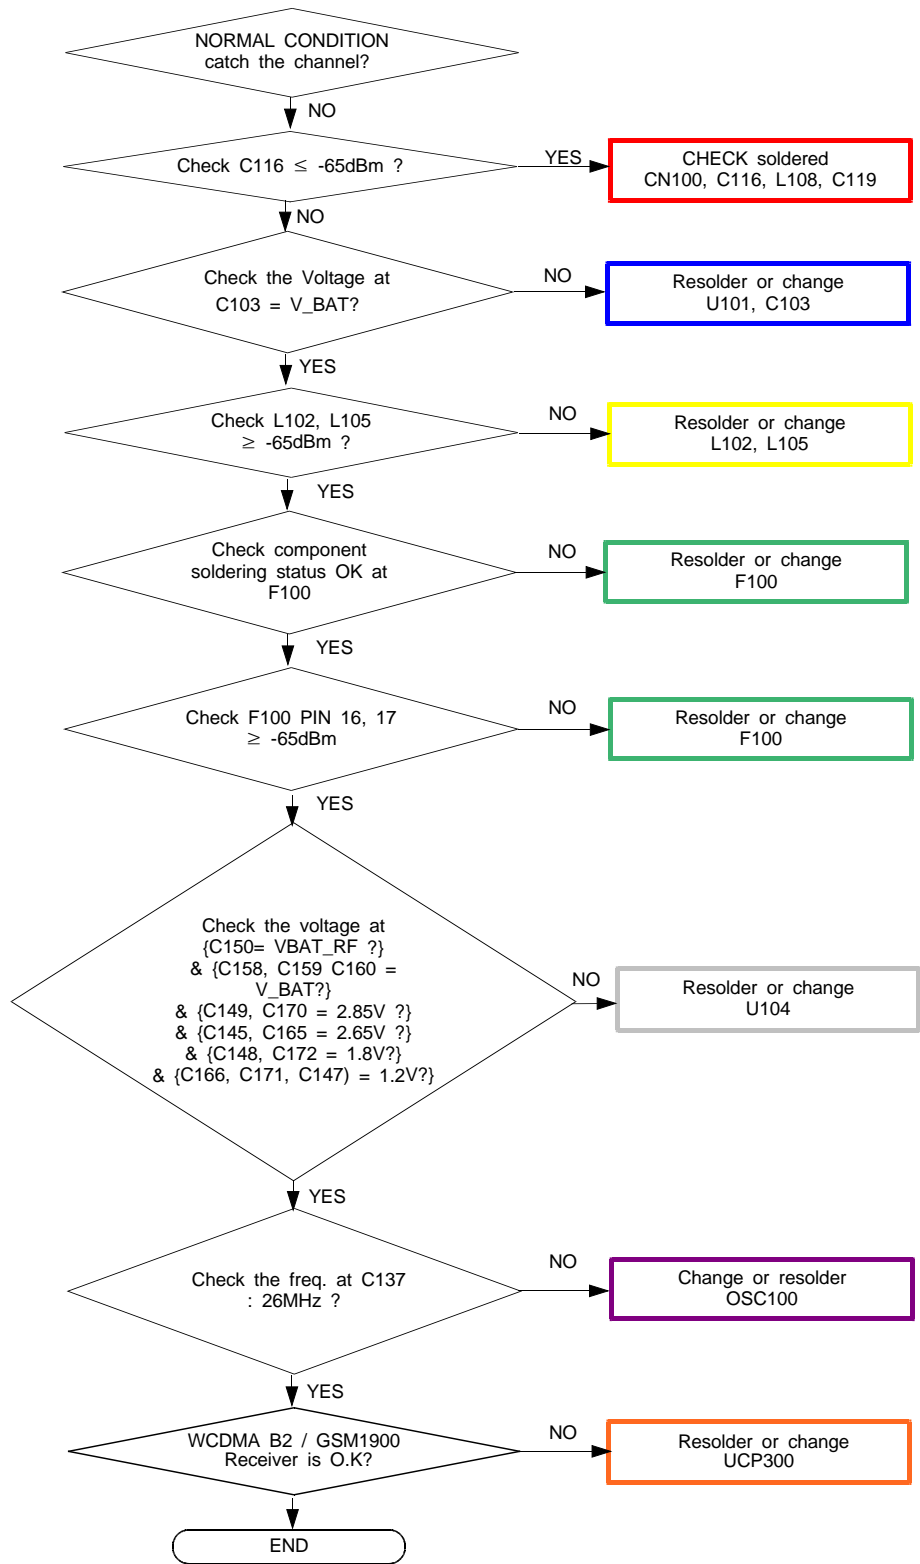 NORMAL CONDITION
catch the channel?
NO
Check C116 ≤ -65dBm ?
YES
CHECK soldered
CN100, C116, L108, C119
NO
Check the Voltage at
C103 = V_BAT?
NO
Resolder or change
U101, C103
YES
Check L102, L105
≥ -65dBm ?
NO
Resolder or change
L102, L105
YES
Check component
soldering status OK at
F100
NO
Resolder or change
F100
YES
Check F100 PIN 16, 17
≥ -65dBm
NO
Resolder or change
F100
YES
Check the voltage at
{C150= VBAT_RF ?}
& {C158, C159 C160 =
V_BAT?}
& {C149, C170 = 2.85V ?}
& {C145, C165 = 2.65V ?}
& {C148, C172 = 1.8V?}
& {C166, C171, C147) = 1.2V?}
NO
Resolder or change
U104
YES
Check the freq. at C137
: 26MHz ?
NO
Change or resolder
OSC100
YES
WCDMA B2 / GSM1900
Receiver is O.K?
NO
Resolder or change
UCP300
END